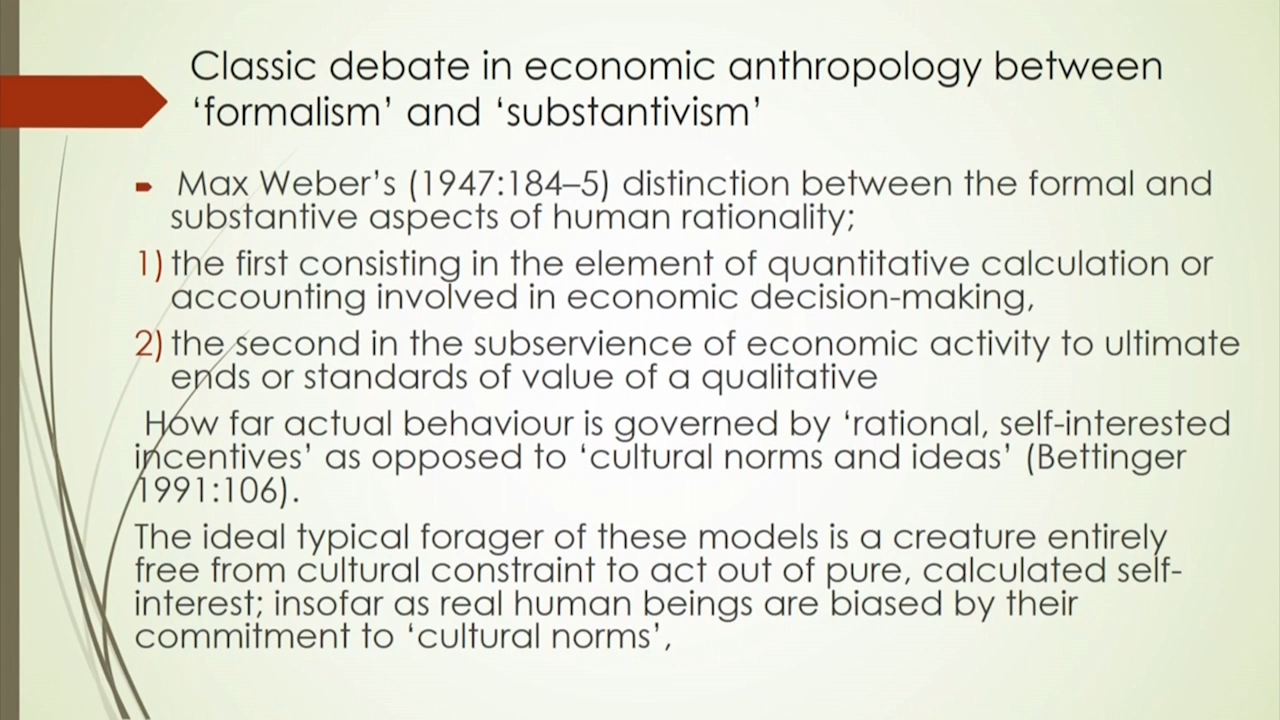 Classic debate in economic anthropology between
‘formalism’ and ‘substantivism’
Max Weber’s (1947:184–5) distinction between the formal and
substantive aspects of human rationality;
1) the first consisting in the element of quantitative calculation or
accounting involved in economic decision-making,
2) the second in the subservience of economic activity to ultimate
ends or standards of value of a qualitative
How far actual behaviour is governed by ‘rational, self-interested
incentives’ as opposed to ‘cultural norms and ideas’ (Bettinger
1991:106).
The ideal typical forager of these models is a creature entirely
free from cultural constraint to act out of pure, calculated self-
interest; insofar as real human beings are biased by their
commitment to ‘cultural norms’,